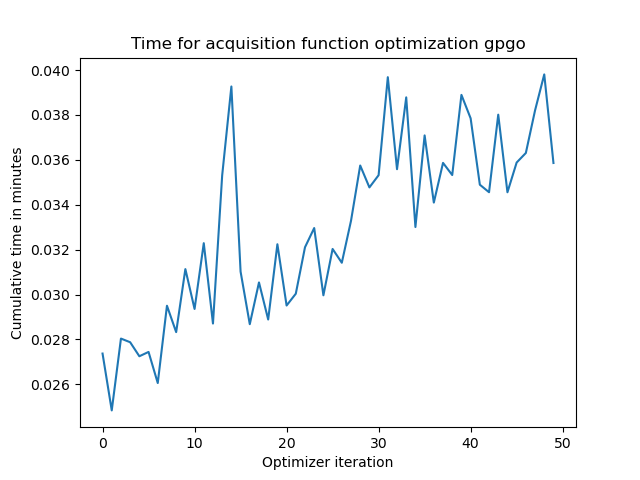 Time for acquisition function optimization gpgo
0.040
0.038
0.036
0.034
0.032
0.030
0.028
0.026
Cumulative time in minutes
0 10 20 30 40 50
Optimizer iteration